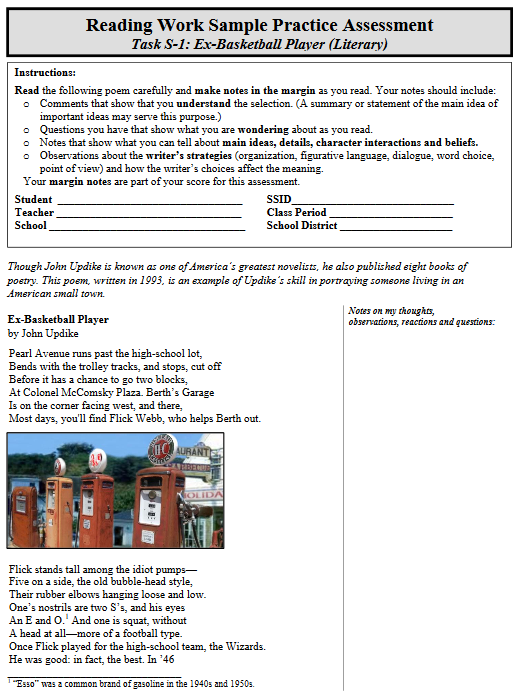 Reading Work Sample Practice Assessment
Task S-1: Ex-Basketball Player (Literary)
Instructions:
Read the following poem carefully and make notes in the margin as you read. Your notes should include:
o Comments that show that you understand the selection. (A summary or statement of the main idea of
important ideas may serve this purpose.)
o Questions you have that show what you are wondering about as you read.
o Notes that show what you can tell about main ideas, details, character interactions and beliefs.
o Observations about the writer's strategies (organization, figurative language, dialogue, word choice,
point of view) and how the writer's choices affect the meaning.
Your margin notes are part of your score for this assessment.
Student ____ SSID____
Teacher ____ Class Period ____
School ____ School District ____
Though John Updike is known as one of America's greatest novelists, he also published eight books of
poetry. This poem, written in 1993, is an example of Updike's skill in portraying someone living in an
American small town.
Notes on my thoughts,
observations, reactions and questions:
Ex-Basketball Player
by John Updike
Pearl Avenue runs past the high-school lot,
Bends with the trolley tracks, and stops, cut off
Before it has a chance to go two blocks,
At Colonel McComsky Plaza. Berth's Garage
Is on the corner facing west, and there,
Most days, you'll find Flick Webb, who helps Berth out.
AURANT
HOLIDA
Flick stands tall among the idiot pumps—
Five on a side, the old bubble-head style,
Their rubber elbows hanging loose and low.
One's nostrils are two S's, and his eyes
An E and O.1 And one is squat, without
A head at all—more of a football type.
Once Flick played for the high-school team, the Wizards.
He was good: in fact, the best. In '46
1 "Esso" was a common brand of gasoline in the 1940s and 1950s.